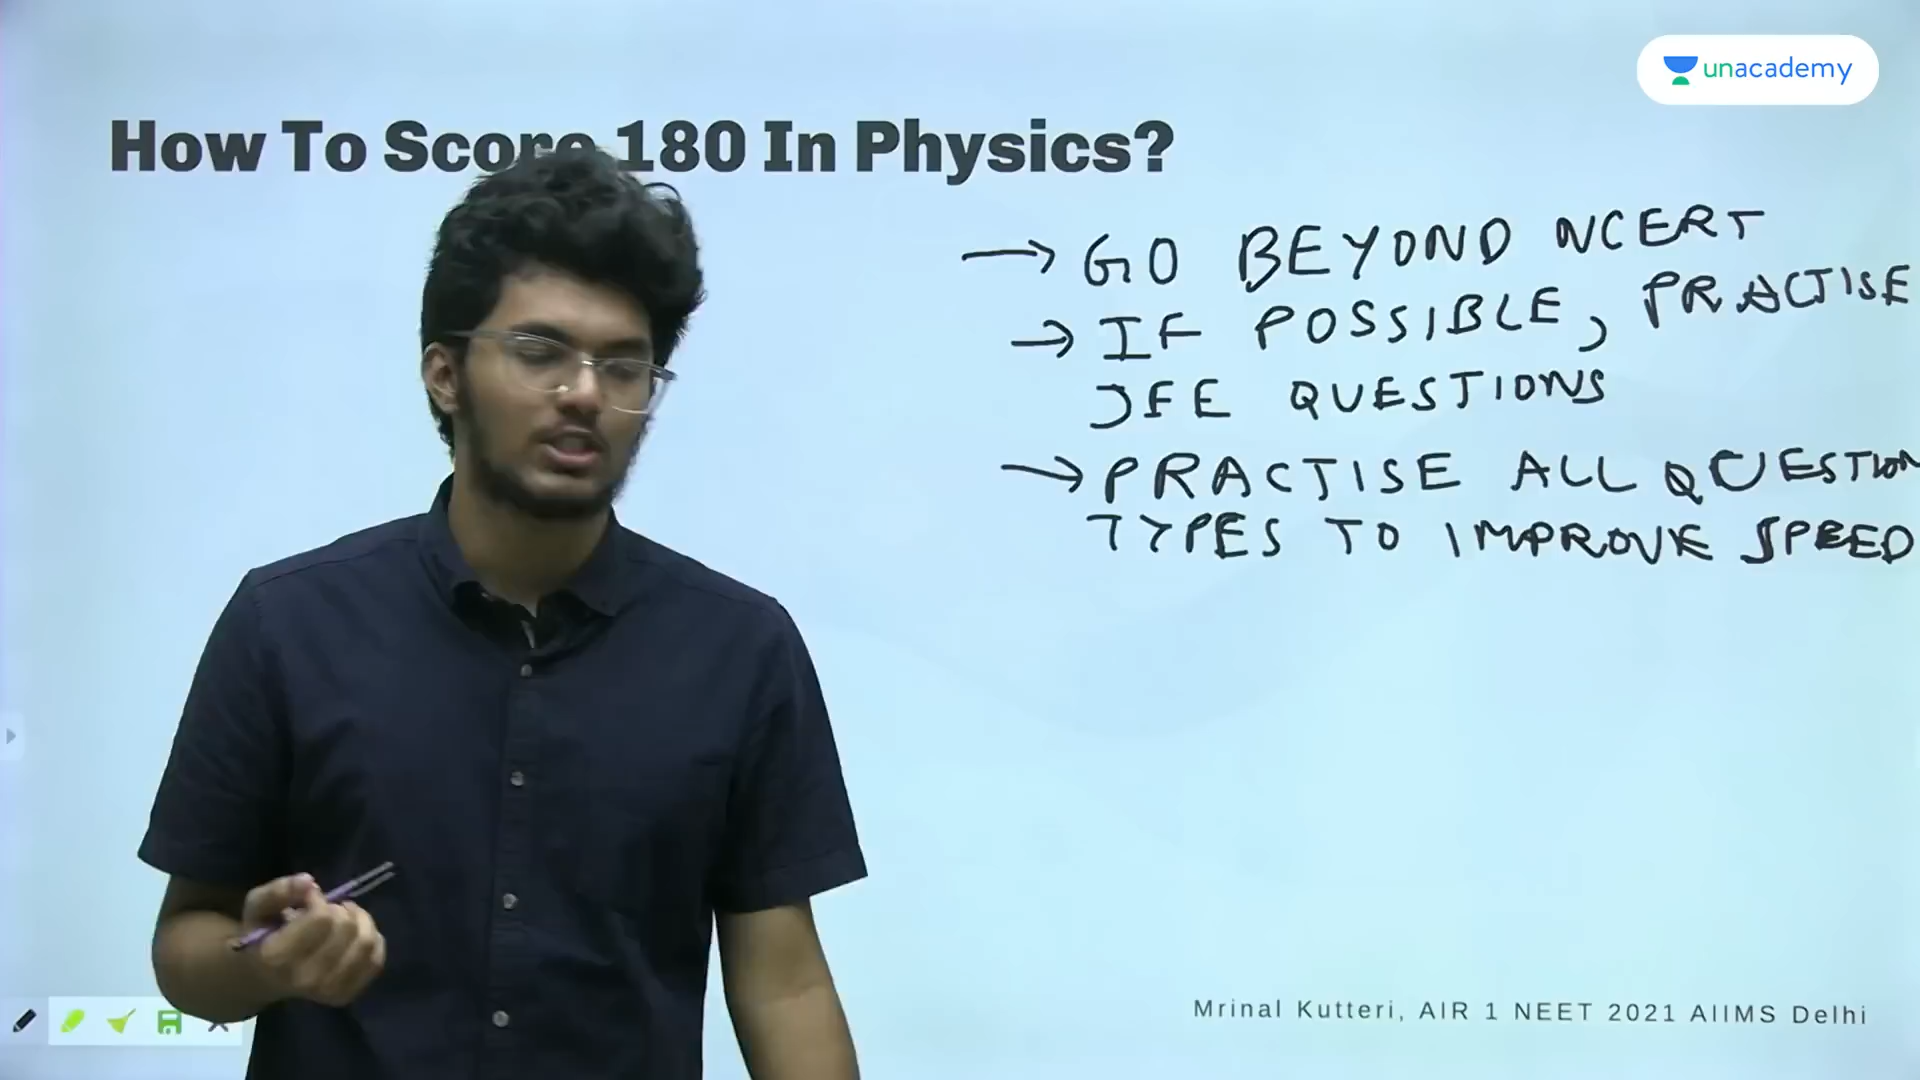 unacademy
How To Score 180 In Physics?
→ GO BEYOND NCERT
→ IF POSSIBLE, PRACTISE
JEE QUESTIONS
→ PRACTISE ALL QUESTION
TYPES TO IMPROVE SPEED
Mrinal Kutteri, AIR 1 NEET 2021 AIIMS Delhi